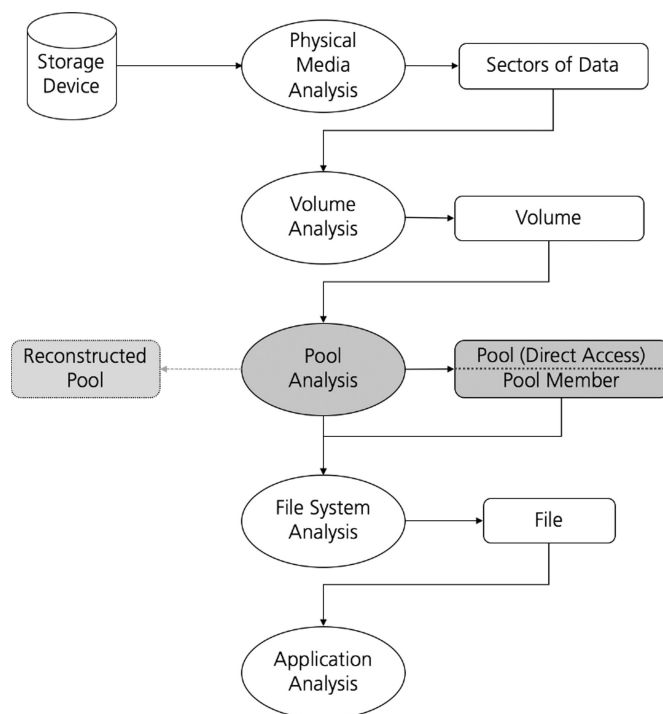 Storage
Device
Physical
Media
Analysis
Sectors of Data
Volume
Analysis
Volume
Reconstructed
Pool
Pool
Analysis
Pool (Direct Access)
Pool Member
File System
Analysis
File
Application
Analysis